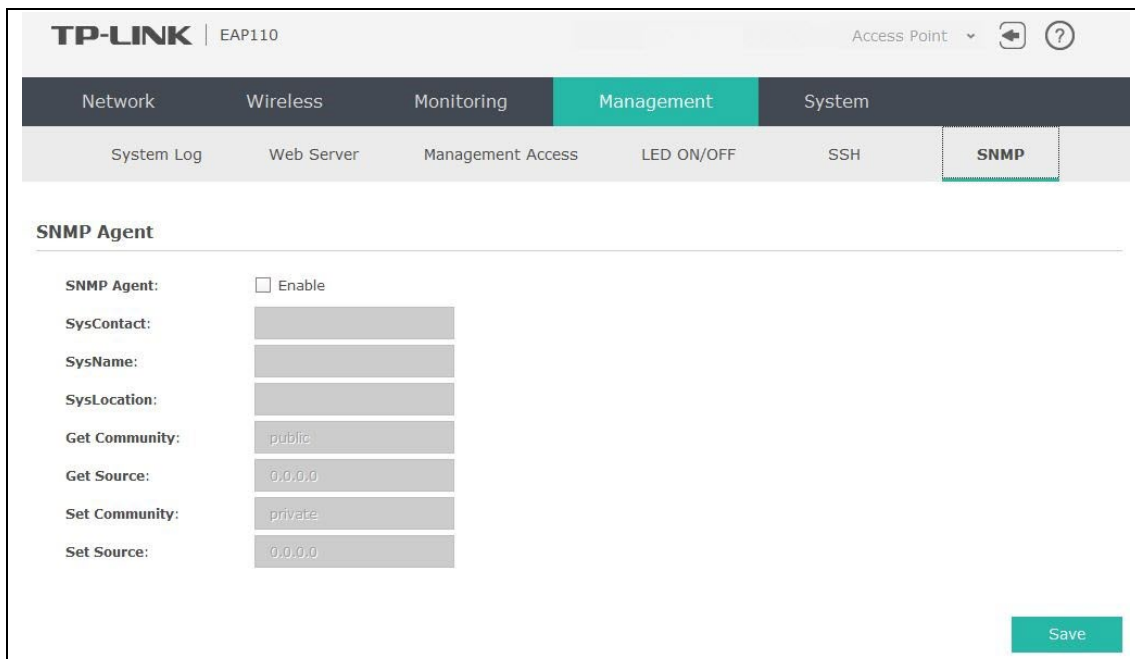 TP-LINK EAP110 Access Point
Network Wireless Monitoring Management System
System Log Web Server Management Access LED ON/OFF SSH SNMP
SNMP Agent
SNMP Agent: Enable
SysContact:
SysName:
SysLocation:
Get Community: public
Get Source: 0.0.0.0
Set Community: private
Set Source: 0.0.0.0
Save